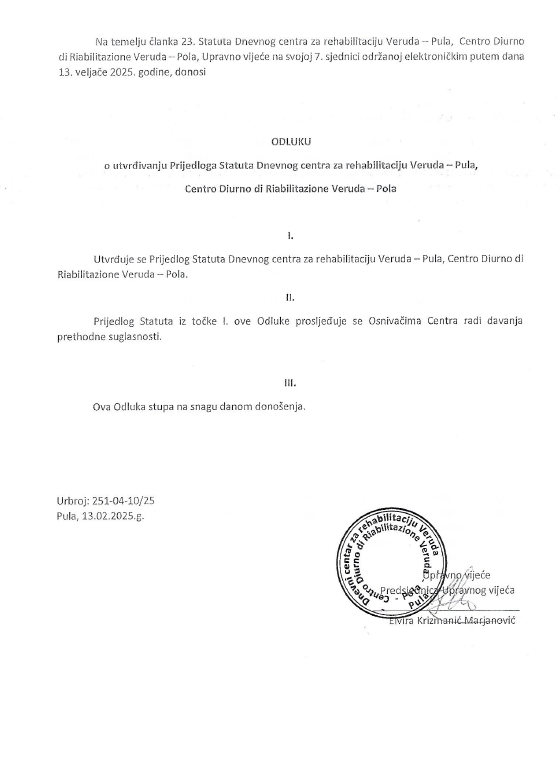 Na temelju članka 23. Statuta Dnevnog centra za rehabilitaciju Veruda – Pula, Centro Diurno
di Riabilitazione Veruda – Pola, Upravno vijeće na svojoj 7. sjednici održanoj elektroničkim putem dana
13. veljače 2025. godine, donosi
ODLUKU
o utvrđivanju Prijedloga Statuta Dnevnog centra za rehabilitaciju Veruda – Pula,
Centro Diurno di Riabilitazione Veruda – Pola
I.
Utvrđuje se Prijedlog Statuta Dnevnog centra za rehabilitaciju Veruda – Pula, Centro Diurno di
Riabilitazione Veruda – Pola.
II.
Prijedlog Statuta iz točke I. ove Odluke prosljeđuje se Osnivačima Centra radi davanja
prethodne suglasnosti.
III.
Ova Odluka stupa na snagu danom donošenja.
Urbroj: 251-04-10/25
Pula, 13.02.2025.g.
Dnevni centar za rehabilitaciju Veruda
Pula
Centro Diurno di Riabilitazione Veruda
- Pola
Upravno vijeće
Predsjednica Upravnog vijeća
Elvira Krizmanić Marjanović